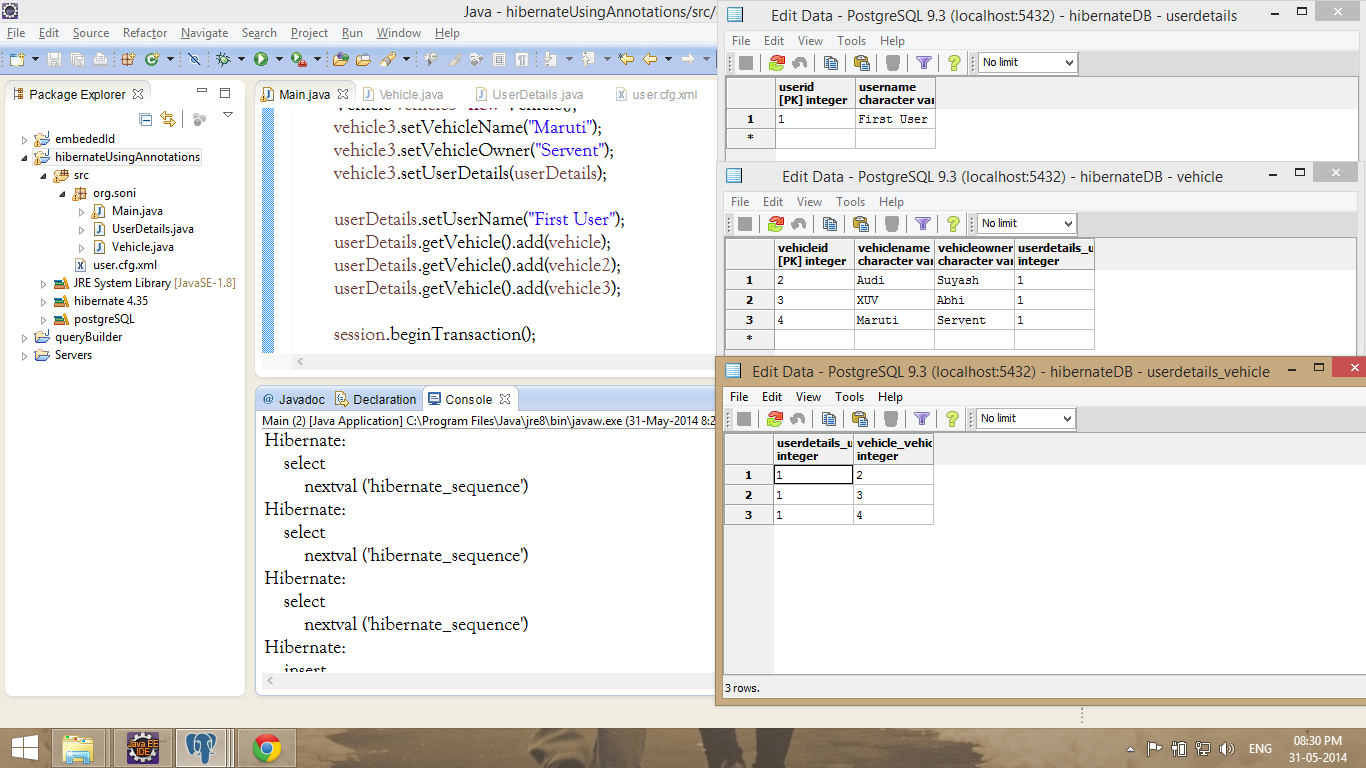 Java - hibernateUsingAnnotations/src/
File Edit Source Refactor Navigate Search Project Run Window Help
Package Explorer
embededId
hibernateUsingAnnotations
src
org.soni
Main.java
UserDetails.java
Vehicle.java
user.cfg.xml
JRE System Library [JavaSE-1.8]
hibernate 4.35
postgreSQL
queryBuilder
Servers
Main.java Vehicle.java UserDetails.java user.cfg.xml
vehicle3.setVehicleName("Maruti");
vehicle3.setVehicleOwner("Servent");
vehicle3.setUserDetails(userDetails);
userDetails.setUserName("First User");
userDetails.getVehicle().add(vehicle);
userDetails.getVehicle().add(vehicle2);
userDetails.getVehicle().add(vehicle3);
session.beginTransaction();
@ Javadoc Declaration Console
Main (2) [Java Application] C:\Program Files\Java\jre8\bin\javaw.exe (31-May-2014 8:2
Hibernate:
select
nextval ('hibernate_sequence')
Hibernate:
select
nextval ('hibernate_sequence')
Hibernate:
select
nextval ('hibernate_sequence')
Hibernate:
insert
Edit Data - PostgreSQL 9.3 (localhost:5432) - hibernateDB - userdetails
File Edit View Tools Help
No limit
userid username
[PK] integer character var
1 1 First User
*
Edit Data - PostgreSQL 9.3 (localhost:5432) - hibernateDB - vehicle
File Edit View Tools Help
No limit
vehicleid vehiclename vehicleowner userdetails_u
[PK] integer character var character var integer
1 2 Audi Suyash 1
2 3 XUV Abhi 1
3 4 Maruti Servent 1
*
Edit Data - PostgreSQL 9.3 (localhost:5432) - hibernateDB - userdetails_vehicle
File Edit View Tools Help
No limit
userdetails_u vehicle_vehic
integer integer
1 1 2
2 1 3
3 1 4
3 rows.
Java EE
IDE
ENG
08:30 PM
31-05-2014